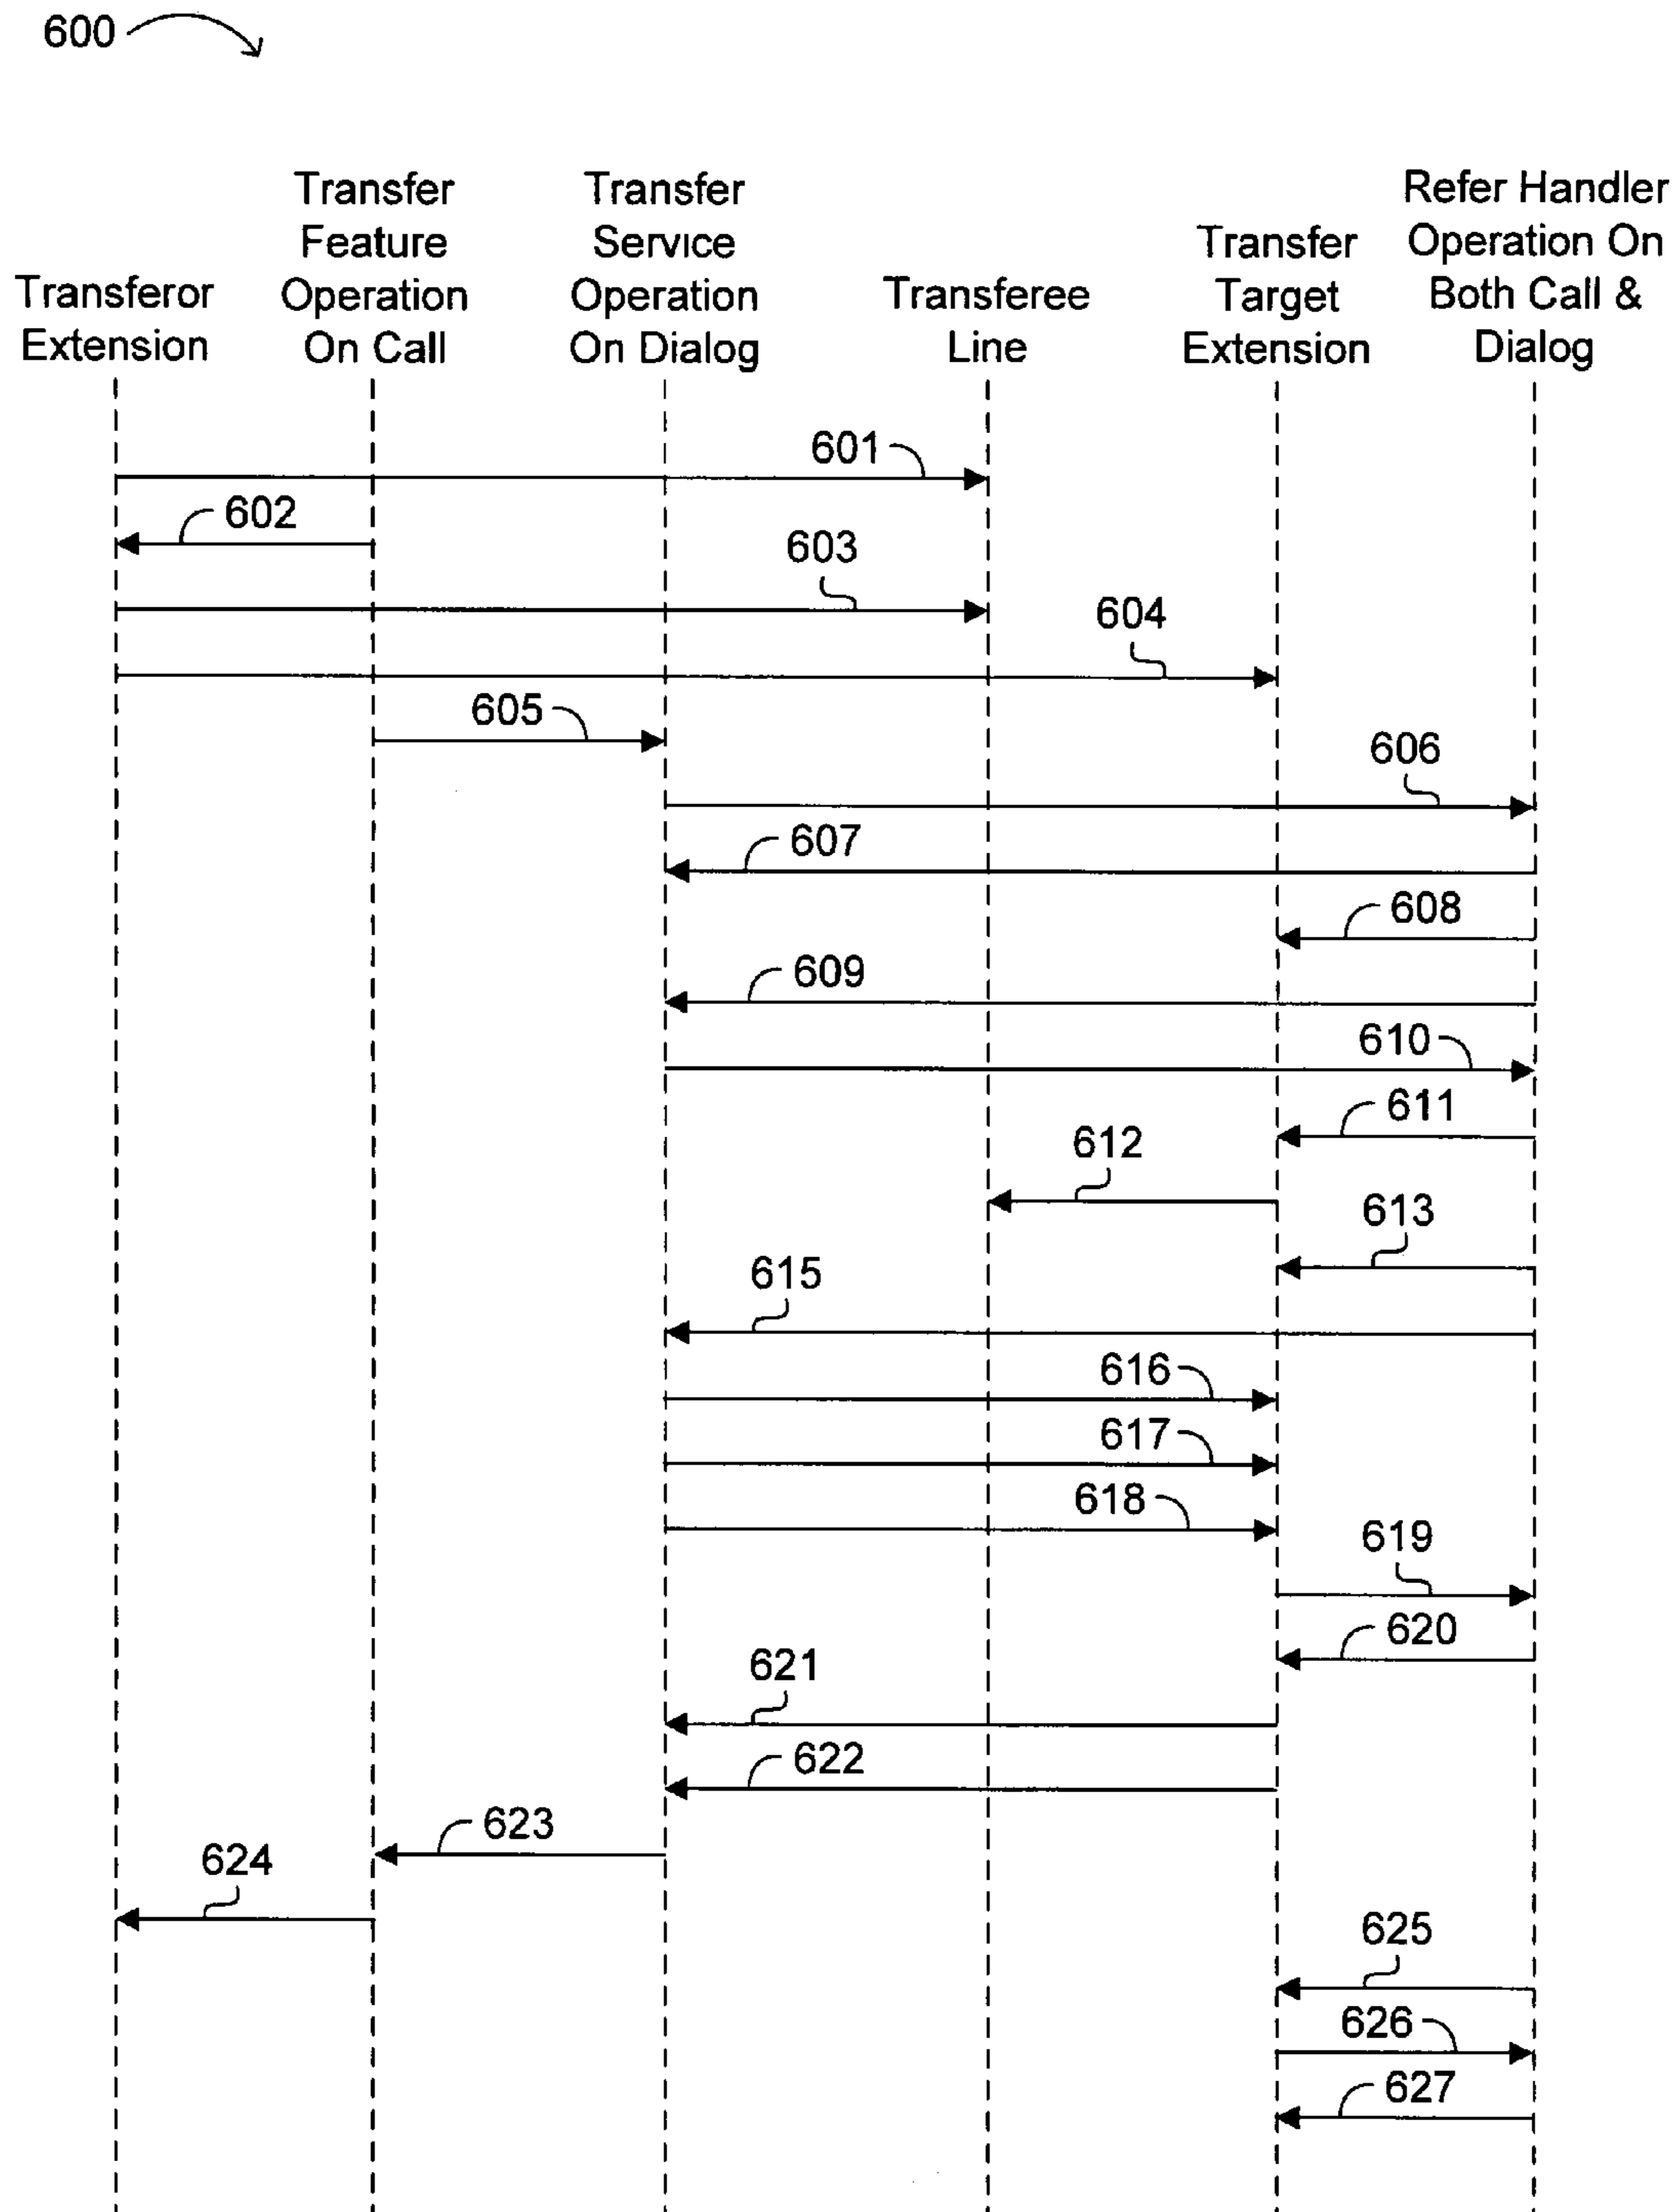 600
Transferor
Extension
Transfer
Feature
Operation
On Call
Transfer
Service
Operation
On Dialog
Transferee
Line
Transfer
Target
Extension
Refer Handler
Operation On
Both Call &
Dialog
601
602
603
604
605
606
607
608
609
610
611
612
613
615
616
617
618
619
620
621
622
623
624
625
626
627